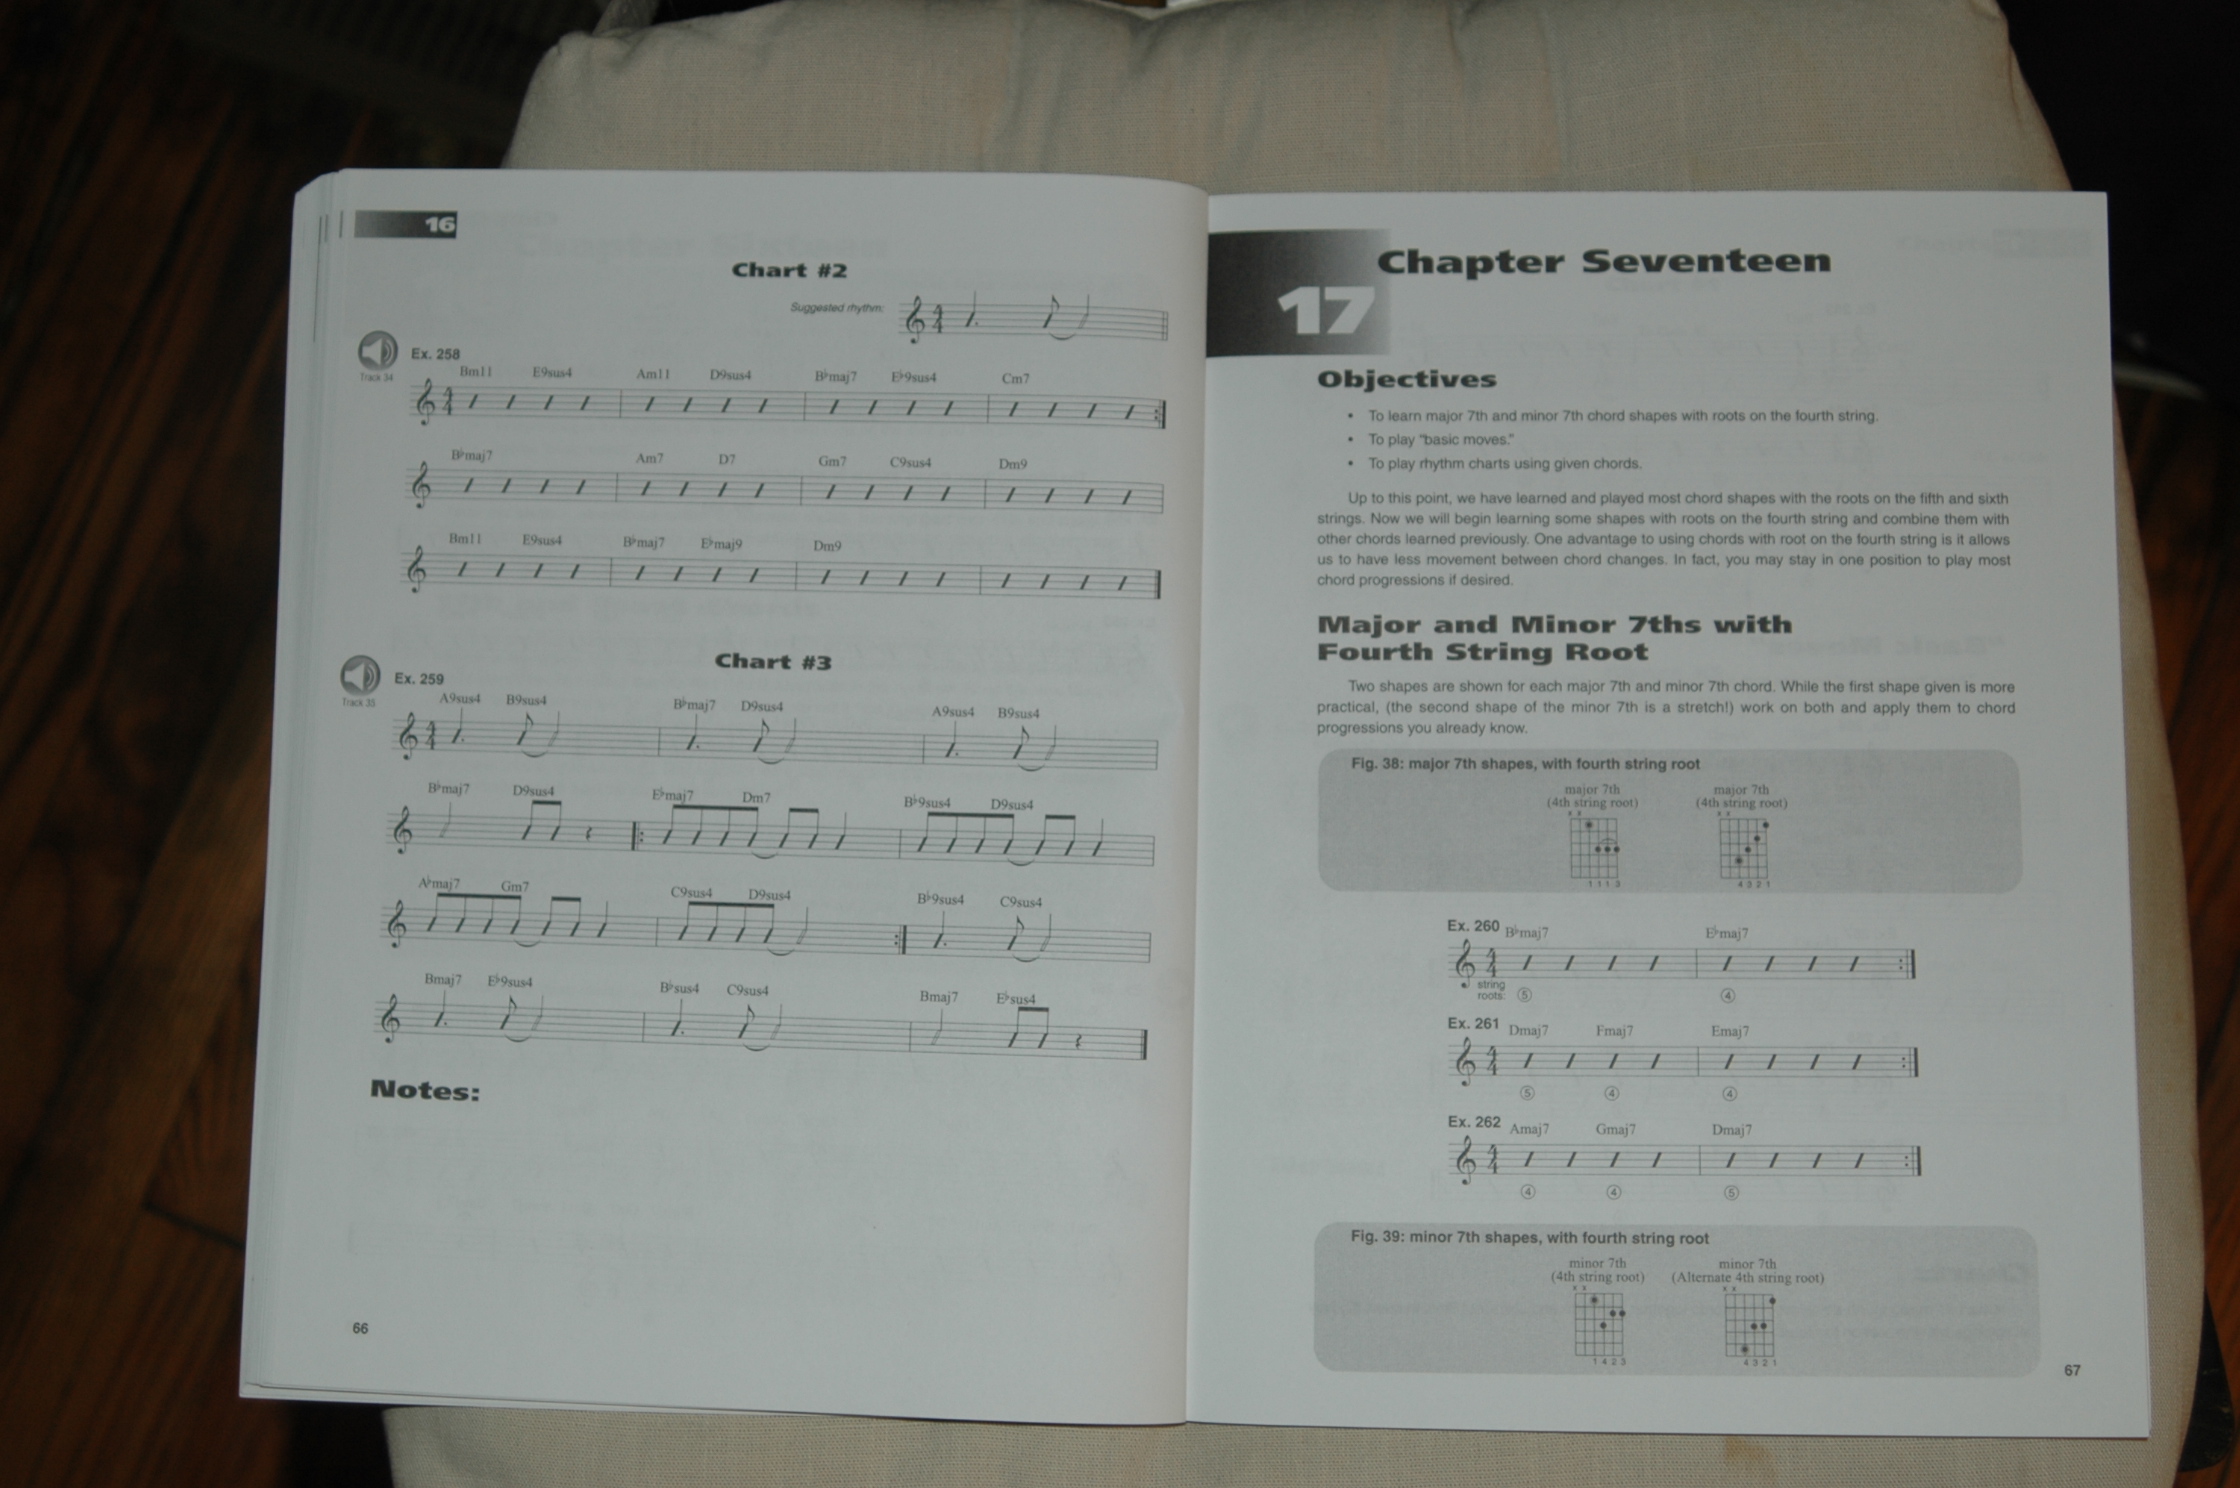 16
Chart #2
Suggested rhythm:
Track 34
Ex. 258
Bm11 E9sus4 Am11 D9sus4 B♭maj7 E♭9sus4 Cm7
B♭maj7 Am7 D7 Gm7 C9sus4 Dm9
Bm11 E9sus4 B♭maj7 E♭maj9 Dm9
Chart #3
Track 35
Ex. 259
A9sus4 B9sus4 B♭maj7 D9sus4 A9sus4 B9sus4
B♭maj7 D9sus4 E♭maj7 Dm7 B♭9sus4 D9sus4
A♭maj7 Gm7 C9sus4 D9sus4 B♭9sus4 C9sus4
Bmaj7 E♭9sus4 B♭sus4 C9sus4 Bmaj7 E♭sus4
Notes:
66
Chapter Seventeen
17
Objectives
• To learn major 7th and minor 7th chord shapes with roots on the fourth string.
• To play “basic moves.”
• To play rhythm charts using given chords.
Up to this point, we have learned and played most chord shapes with the roots on the fifth and sixth
strings. Now we will begin learning some shapes with roots on the fourth string and combine them with
other chords learned previously. One advantage to using chords with root on the fourth string is it allows
us to have less movement between chord changes. In fact, you may stay in one position to play most
chord progressions if desired.
Major and Minor 7ths with
Fourth String Root
Two shapes are shown for each major 7th and minor 7th chord. While the first shape given is more
practical, (the second shape of the minor 7th is a stretch!) work on both and apply them to chord
progressions you already know.
Fig. 38: major 7th shapes, with fourth string root
major 7th major 7th
(4th string root) (4th string root)
x x x x
1 1 1 3 4 3 2 1
Ex. 260 B♭maj7 E♭maj7
4
4
string
roots: ⑤ ④
Ex. 261 Dmaj7 Fmaj7 Emaj7
4
4
⑤ ④ ④
Ex. 262 Amaj7 Gmaj7 Dmaj7
4
4
④ ④ ⑤
Fig. 39: minor 7th shapes, with fourth string root
minor 7th minor 7th
(4th string root) (Alternate 4th string root)
x x x x
1 4 2 3 4 3 2 1
67